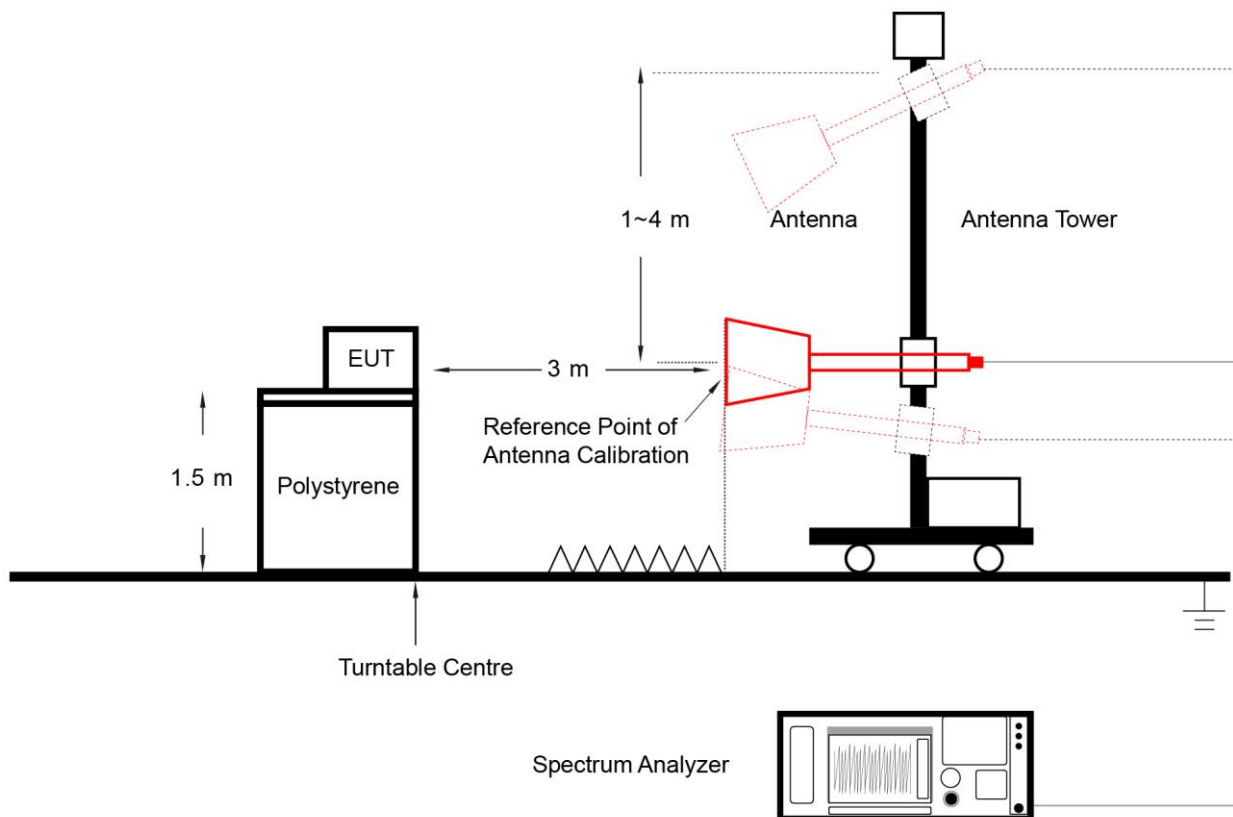 1~4 m
Antenna
Antenna Tower
EUT
3 m
Reference Point of
Antenna Calibration
1.5 m
Polystyrene
Turntable Centre
Spectrum Analyzer